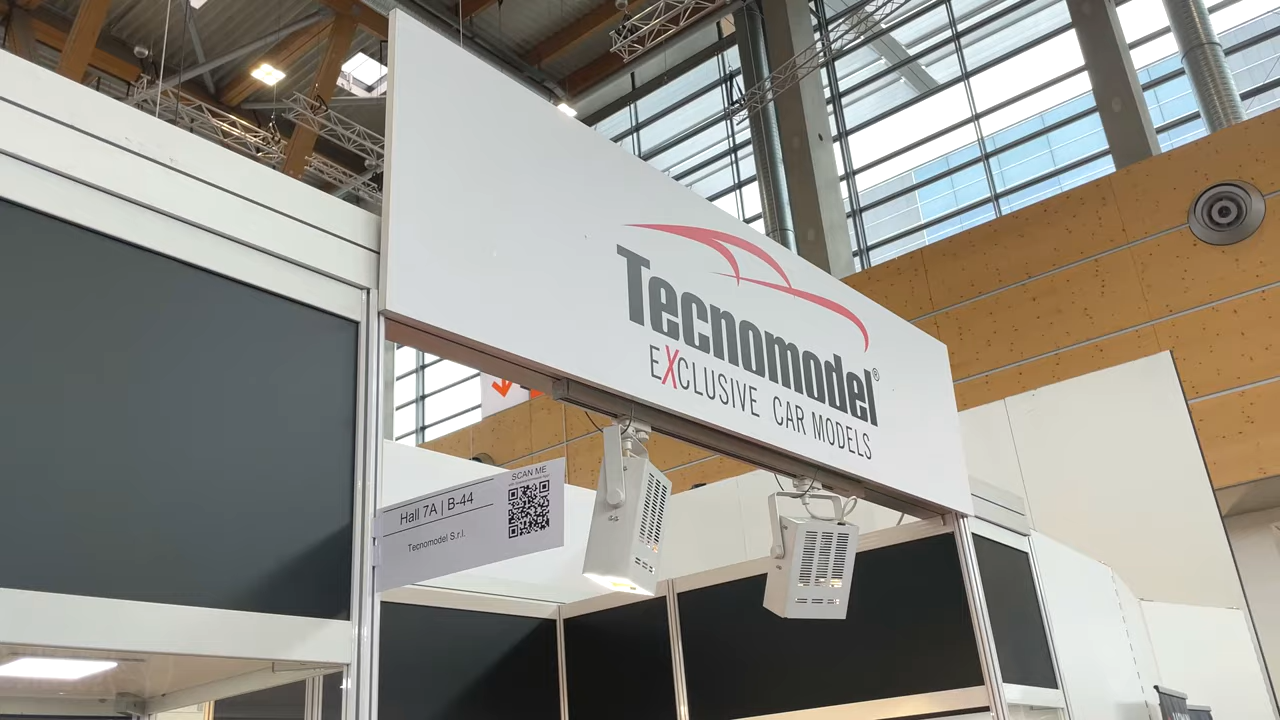 Tecnomodel®
EXCLUSIVE CAR MODELS
SCAN ME
Hall 7A | B-44
Tecnomodel S.r.l.